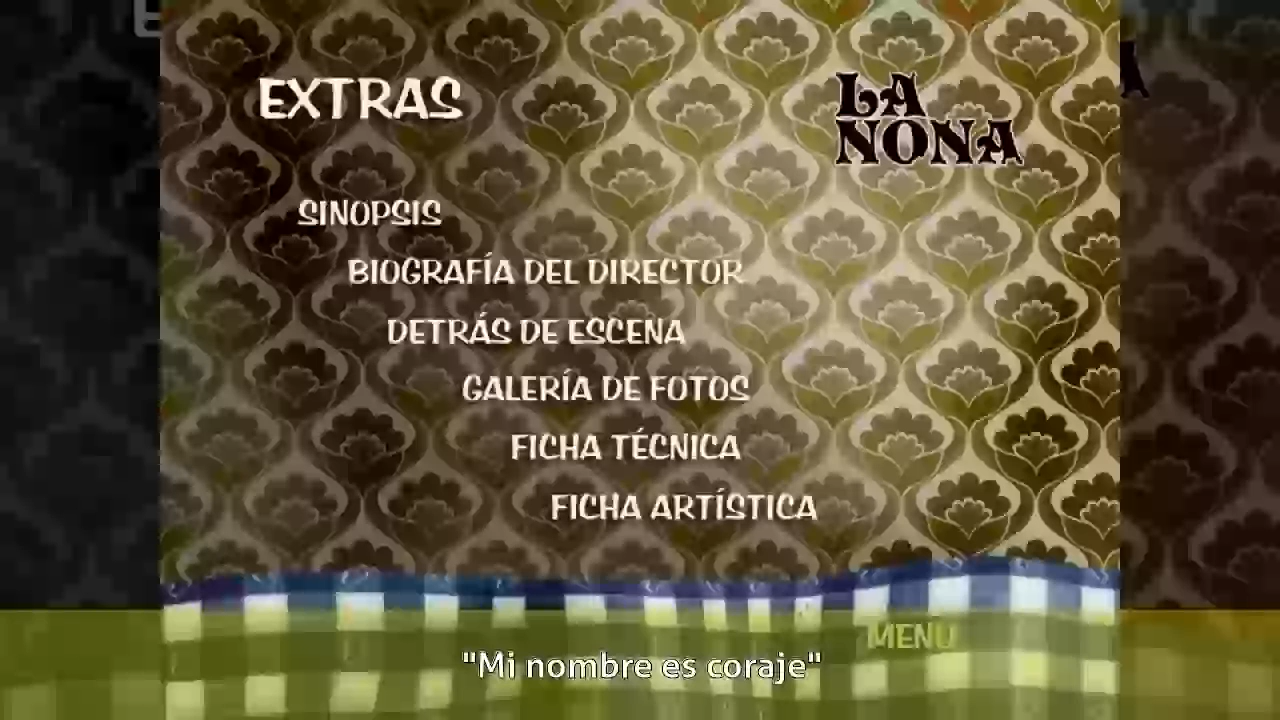 EXTRAS
LA
NONA
SINOPSIS
BIOGRAFÍA DEL DIRECTOR
DETRÁS DE ESCENA
GALERÍA DE FOTOS
FICHA TÉCNICA
FICHA ARTÍSTICA
MENU
"Mi nombre es coraje"